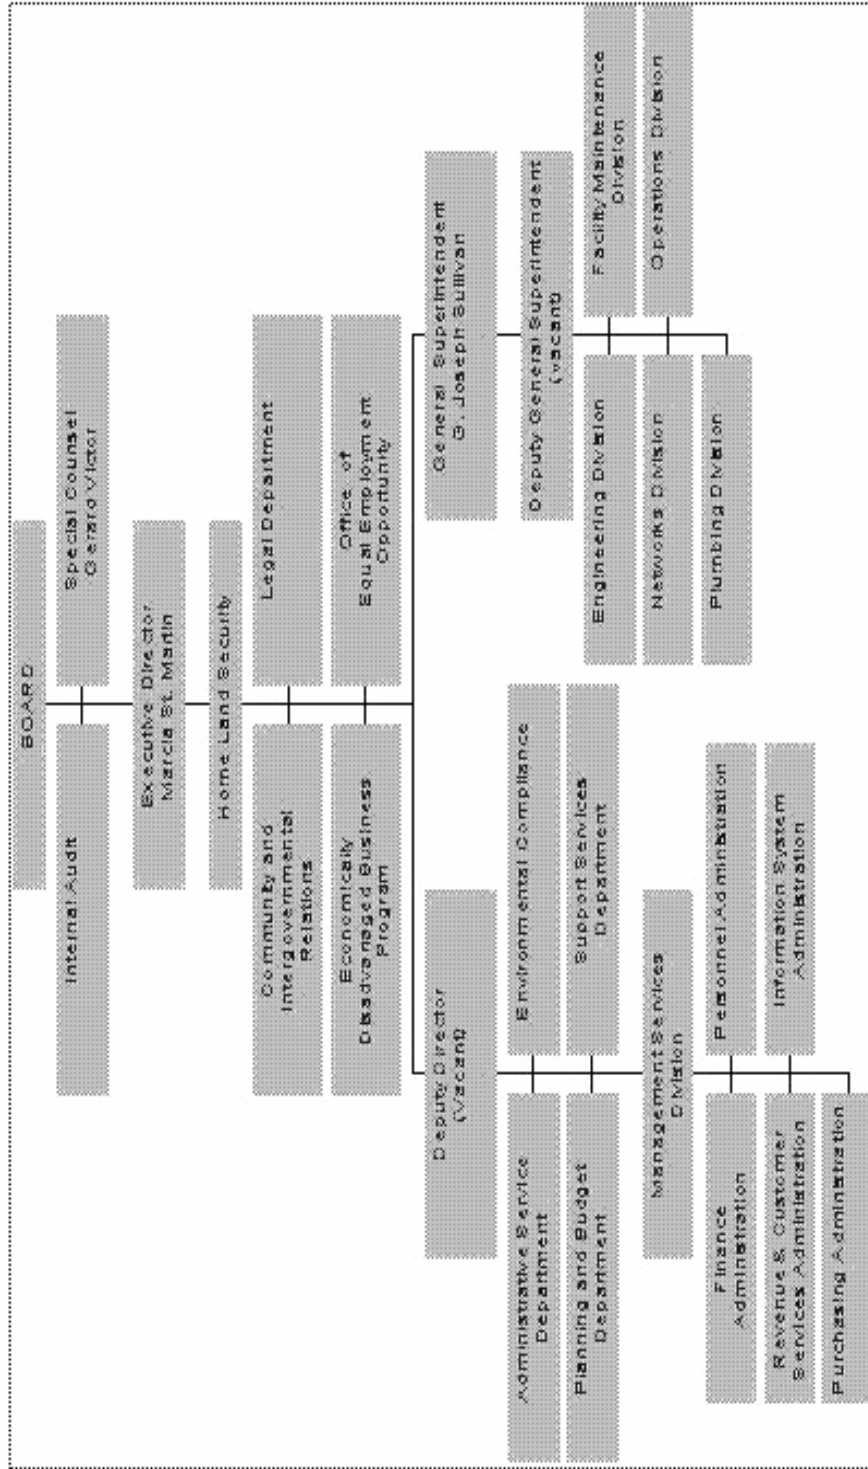 BOARD
Internal Audit
Special Counsel
Gerard Victor
Executive Director
Marcia St. Martin
Home Land Security
Community and
Intergovernmental
Relations
Legal Department
Economically
Disadvanaged Business
Program
Office of
Equal Employment
Opportunity
Deputy Director
(Vacant)
General Superintendent
G. Joseph Sullivan
Administrative Service
Department
Environmental Compliance
Planning and Budget
Department
Support Services
Department
Management Services
Division
Finance
Administration
Personnel Administration
Revenue & Customer
Services Administration
Information System
Administration
Purchasing Administration
Deputy General Superintendent
(vacant)
Engineering Division
Facility Maintenance
Division
Networks Division
Operations Division
Plumbing Division